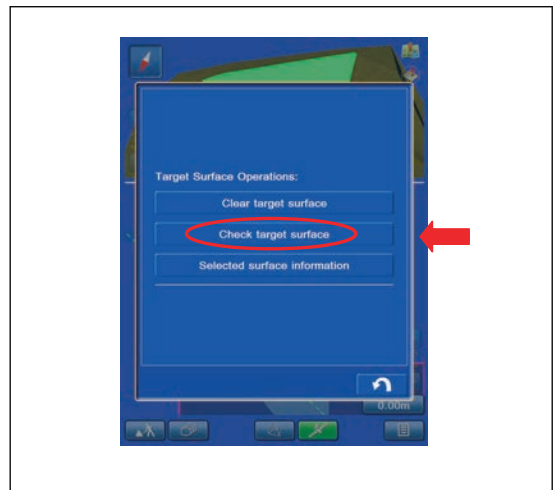 Target Surface Operations:
Clear target surface
Check target surface
Selected surface information
0.00m